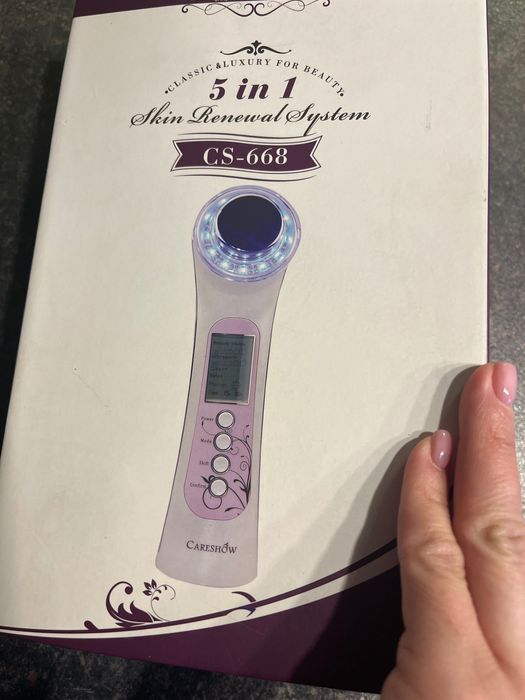 •CLASSIC &LUXURY FOR BEAUTY•
5 in 1
Skin Renewal System
CS-668
Power
Mode
Shift
Confirm
CARESHOW